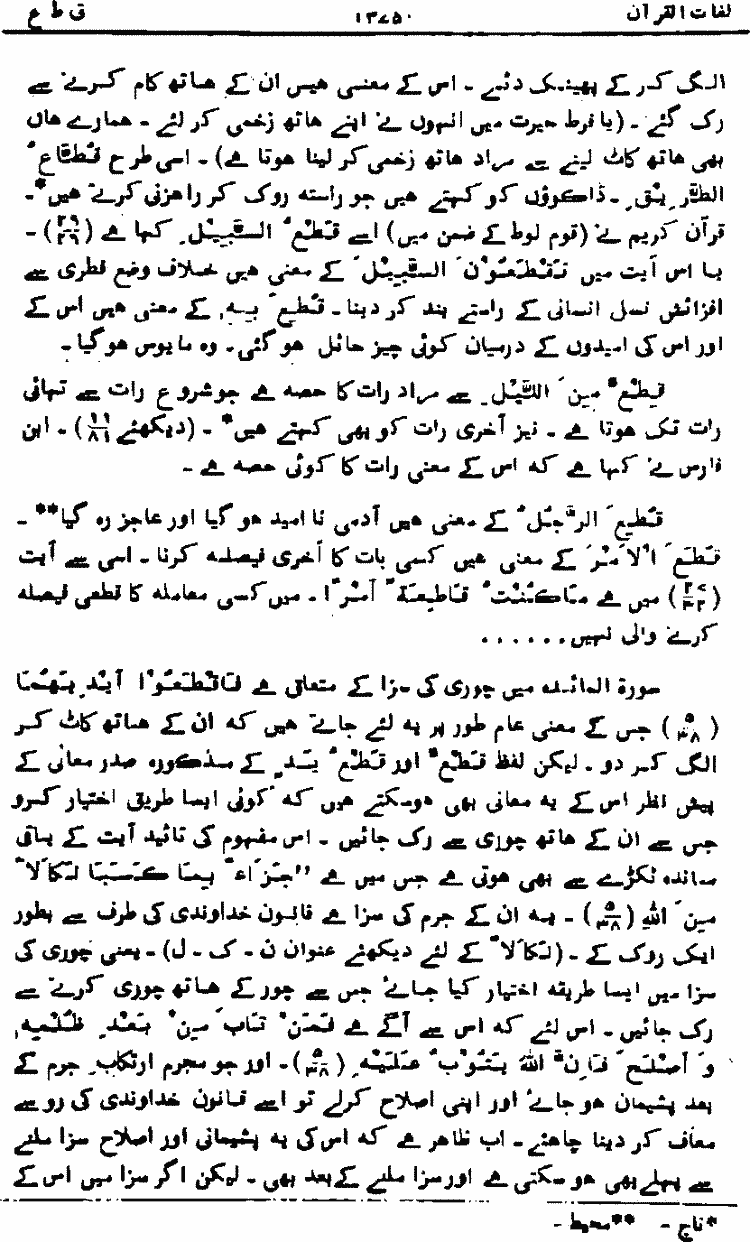 لغات القرآن ۱۳۷۵۰ ق ط ع
الگ کر کے پھینک دئیے ۔ اس کے معنی ہیں ان کے ہاتھ کام کرنے سے
رک گئے ۔ (یا فرط حیرت میں انہوں نے اپنے ہاتھ زخمی کر لئے ۔ ہمارے ہاں
بھی ہاتھ کاٹ لینے سے مراد ہاتھ زخمی کر لینا ہوتا ہے) ۔ اسی طرح قُطَّاعُ
الطَّرِیْقِ ۔ ڈاکوؤں کو کہتے ہیں جو راستہ روک کر راہزنی کرتے ہیں* ۔
قرآن کریم نے (قوم لوط کے ضمن میں) اسے قَطْعُ السَّبِیْلِ کہا ہے (۲۹/۲۹) ۔
یا اس آیت میں تَقْطَعُوْنَ السَّبِیْلَ کے معنی ہیں خلاف وضع فطری سے
افزائش نسل انسانی کے راستے بند کر دینا ۔ قُطِعَ بِہٖ کے معنی ہیں اس کے
اور اس کی امیدوں کے درمیان کوئی چیز حائل ہو گئی ۔ وہ مایوس ہو گیا ۔
قِطْعٌ مِنَ اللَّیْلِ سے مراد رات کا حصہ ہے جو شروع رات سے تہائی
رات تک ہوتا ہے ۔ نیز آخری رات کو بھی کہتے ہیں* ۔ (دیکھئے ۱۱/۸۱) ۔ ابن
فارس نے کہا ہے کہ اس کے معنی رات کا کوئی حصہ ہے ۔
قَطِعَ الرَّجُلُ کے معنی ہیں آدمی نا امید ہو گیا اور عاجز رہ گیا** ۔
قَطَعَ الْاَمْرَ کے معنی ہیں کسی بات کا آخری فیصلہ کرنا ۔ اسی سے آیت
(۲۷/۳۲) میں ہے مَاکُنْتُ قَاطِعَةً اَمْرًا ۔ میں کسی معاملہ کا قطعی فیصلہ
کرنے والی نہیں ......
سورۃ المائدہ میں چوری کی سزا کے متعلق ہے فَاقْطَعُوْا اَیْدِیَھُمَا
(۵/۳۸) جس کے معنی عام طور پر یہ لئے جاتے ہیں کہ ان کے ہاتھ کاٹ کر
الگ کر دو ۔ لیکن لفظ قَطْعٌ اور قَطْعُ یَدٍ کے مذکورہ صدر معانی کے
پیش نظر اس کے یہ معانی بھی ہو سکتے ہیں کہ کوئی ایسا طریق اختیار کرو
جس سے ان کے ہاتھ چوری سے رک جائیں ۔ اس مفہوم کی تائید آیت کے باقی
ماندہ ٹکڑے سے بھی ہوتی ہے جس میں ہے ”جَزَاءً بِمَا کَسَبَا نَکَالًا
مِنَ اللہِ (۵/۳۸) ۔ یہ ان کے جرم کی سزا ہے قانون خداوندی کی طرف سے بطور
ایک روک کے ۔ (نَکَالًا کے لئے دیکھئے عنوان ن ۔ ک ۔ ل) ۔ یعنی چوری کی
سزا میں ایسا طریقہ اختیار کیا جائے جس سے چور کے ہاتھ چوری کرنے سے
رک جائیں ۔ اس لئے کہ اس سے آگے ہے فَمَنْ تَابَ مِنْ بَعْدِ ظُلْمِہٖ
وَ اَصْلَحَ فَاِنَّ اللہَ یَتُوْبُ عَلَیْہِ (۵/۳۸) ۔ اور جو مجرم ارتکاب جرم کے
بعد پشیمان ہو جائے اور اپنی اصلاح کرلے تو اسے قانون خداوندی کی رو سے
معاف کر دینا چاہئے ۔ اب ظاہر ہے کہ اس کی یہ پشیمانی اور اصلاح سزا ملنے
سے پہلے بھی ہو سکتی ہے اور سزا ملنے کے بعد بھی ۔ لیکن اگر سزا میں اس کے
*تاج ۔ **محیط ۔